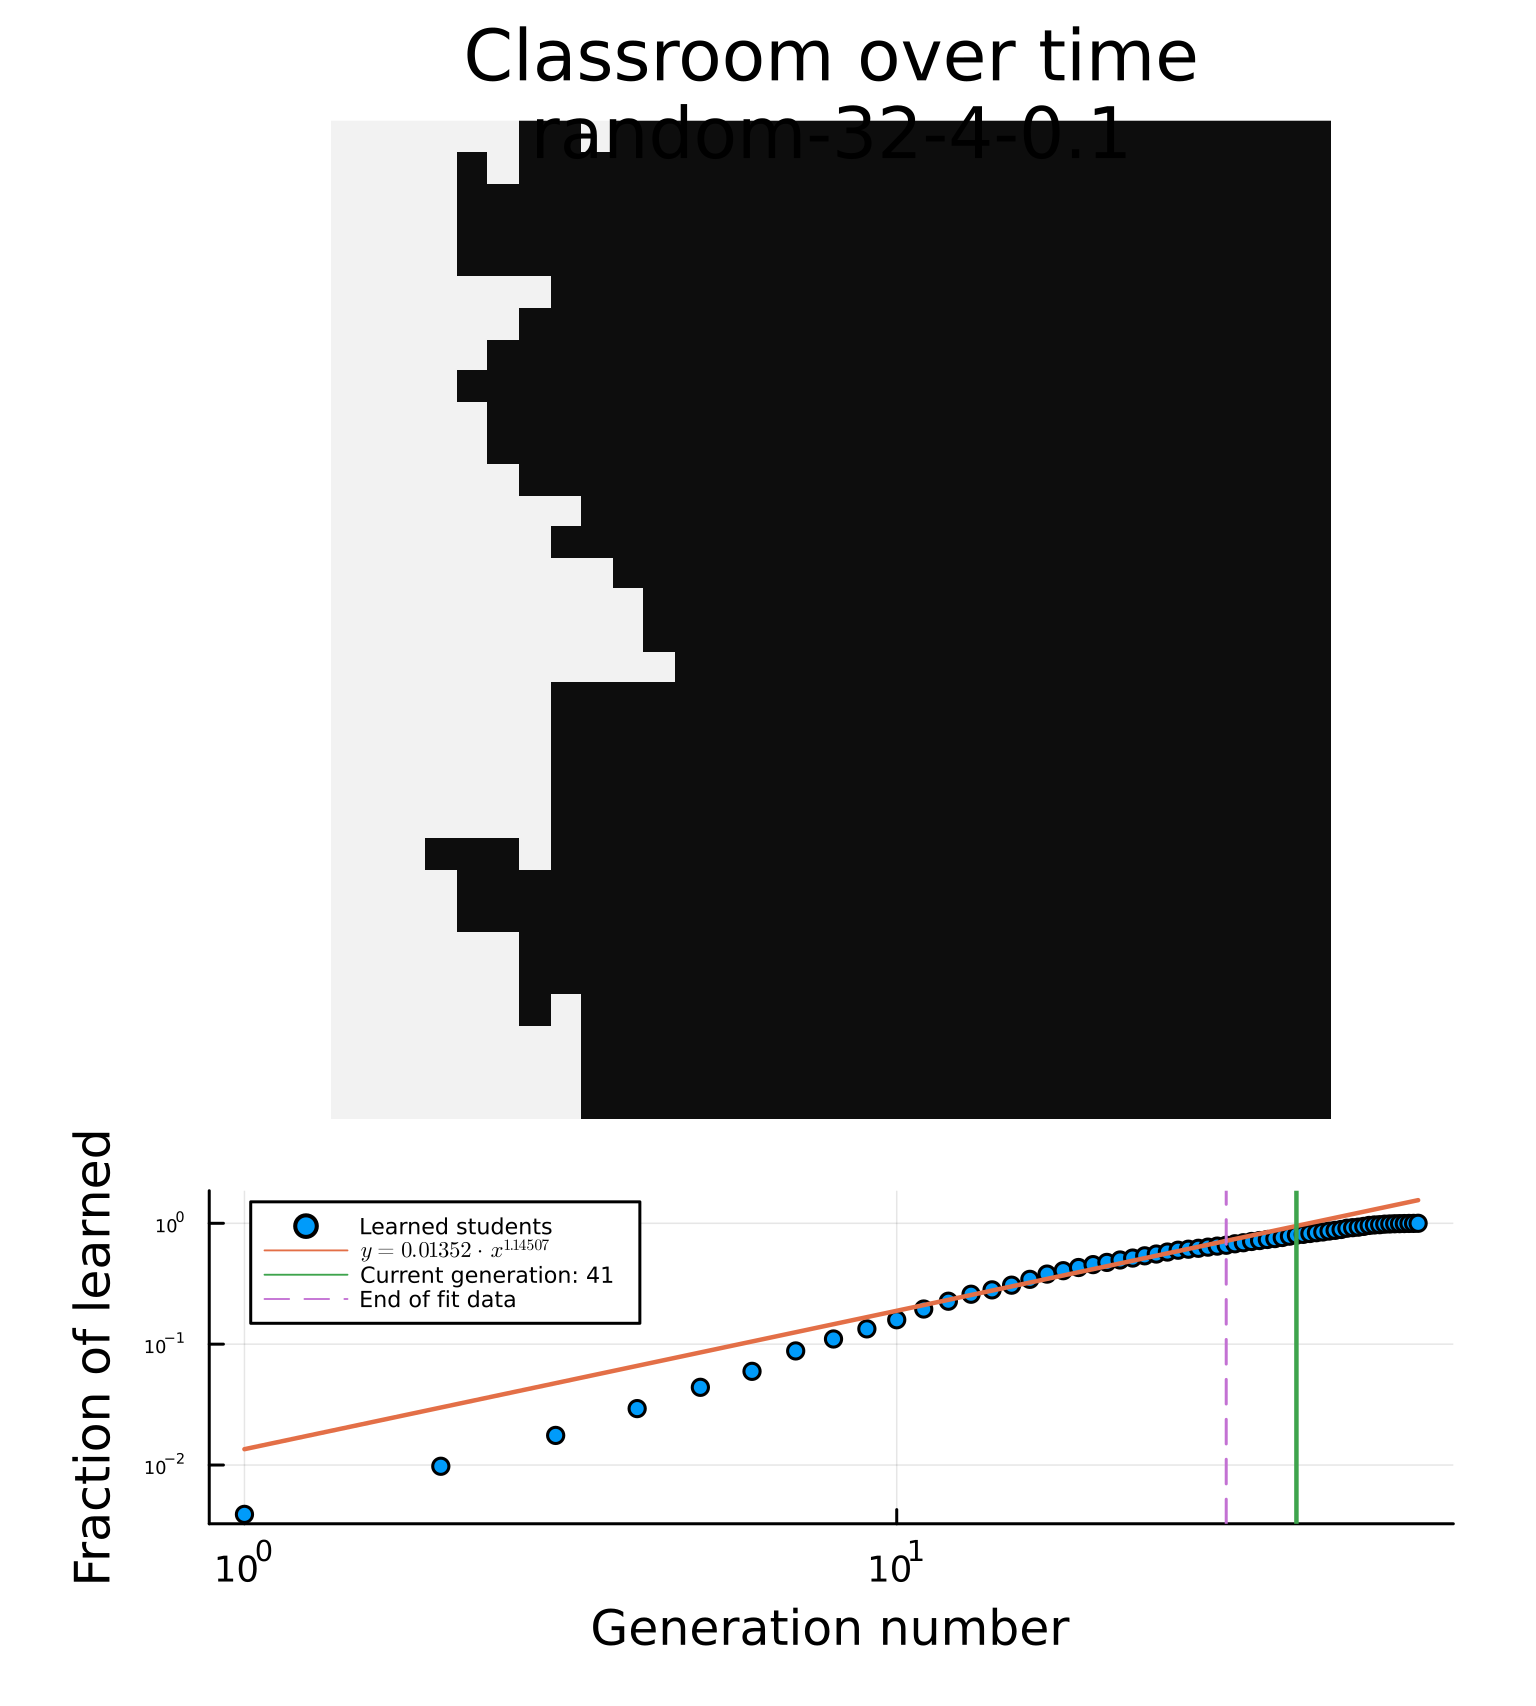 Classroom over time
random-32-4-0.1
Fraction of learned
10^0
10^-1
10^-2
Learned students
y = 0.01352 · x^1.14507
Current generation: 41
End of fit data
10^0
10^1
Generation number